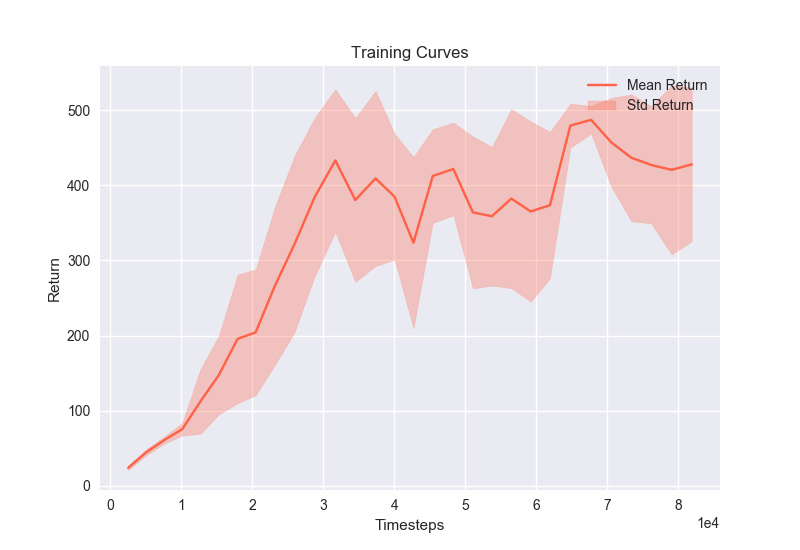 Training Curves
Mean Return
Std Return
Return
500
400
300
200
100
0
0 1 2 3 4 5 6 7 8
1e4
Timesteps